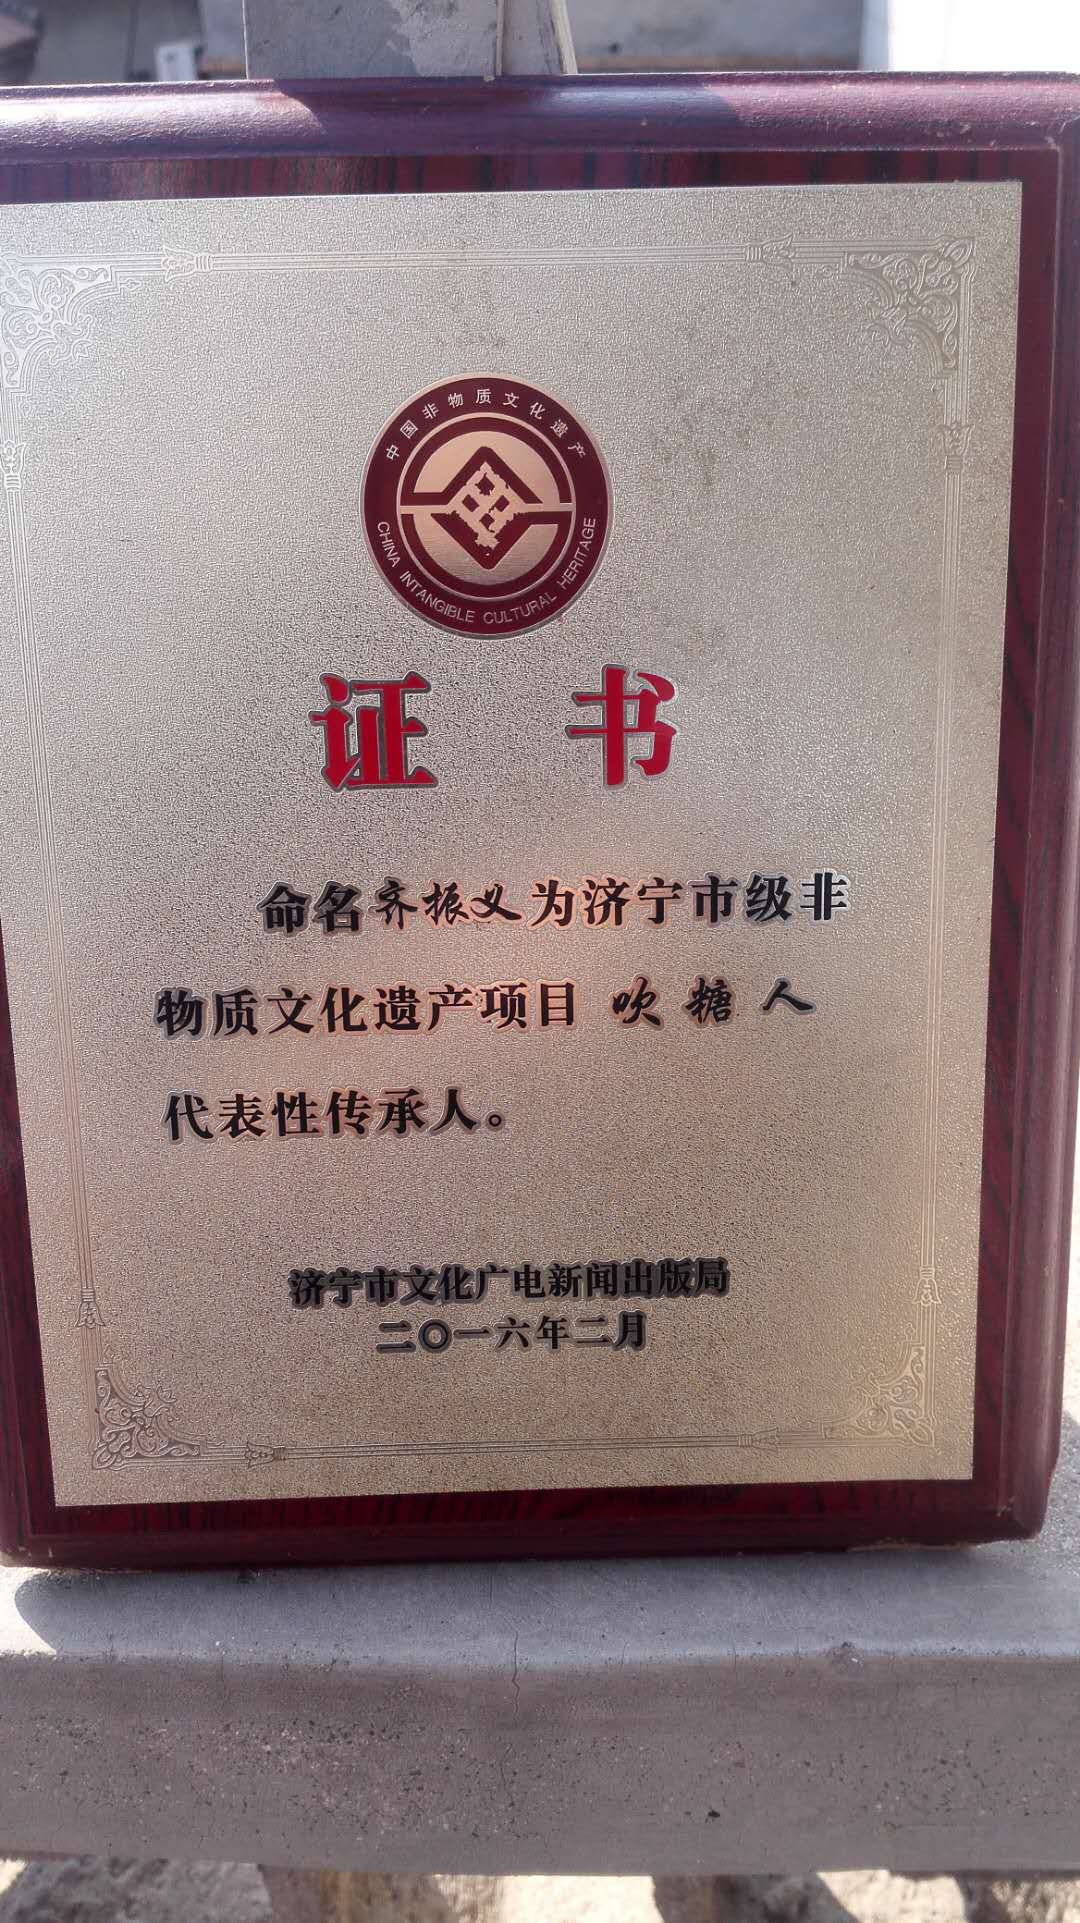 中国非物质文化遗产
CHINA INTANGIBLE CULTURAL HERITAGE
证 书
命名齐振义为济宁市级非
物质文化遗产项目 吹糖人
代表性传承人。
济宁市文化广电新闻出版局
二〇一六年二月